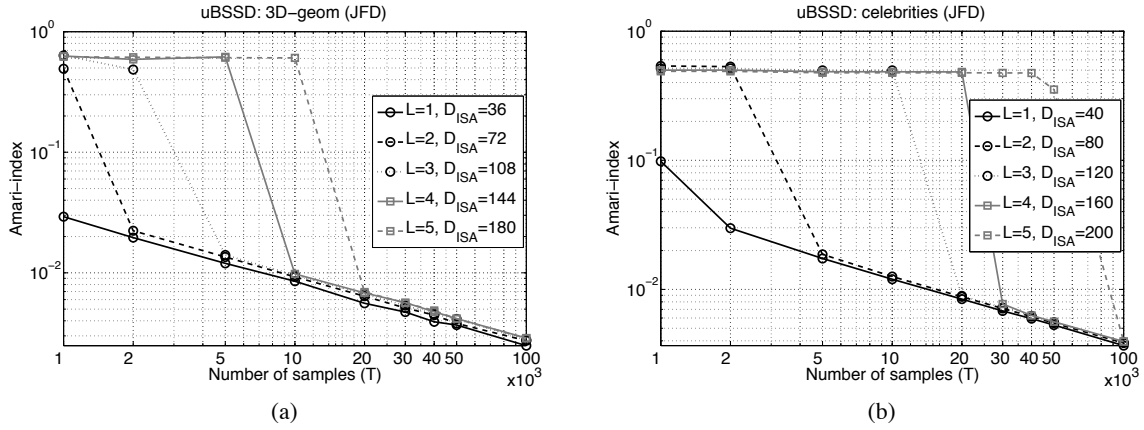 uBSSD: 3D-geom (JFD)
10^0
10^-1
10^-2
Amari-index
L=1, D_ISA=36
L=2, D_ISA=72
L=3, D_ISA=108
L=4, D_ISA=144
L=5, D_ISA=180
1 2 5 10 20 30 40 50 100
Number of samples (T)
x10^3
(a)
uBSSD: celebrities (JFD)
10^0
10^-1
10^-2
Amari-index
L=1, D_ISA=40
L=2, D_ISA=80
L=3, D_ISA=120
L=4, D_ISA=160
L=5, D_ISA=200
1 2 5 10 20 30 40 50 100
Number of samples (T)
x10^3
(b)